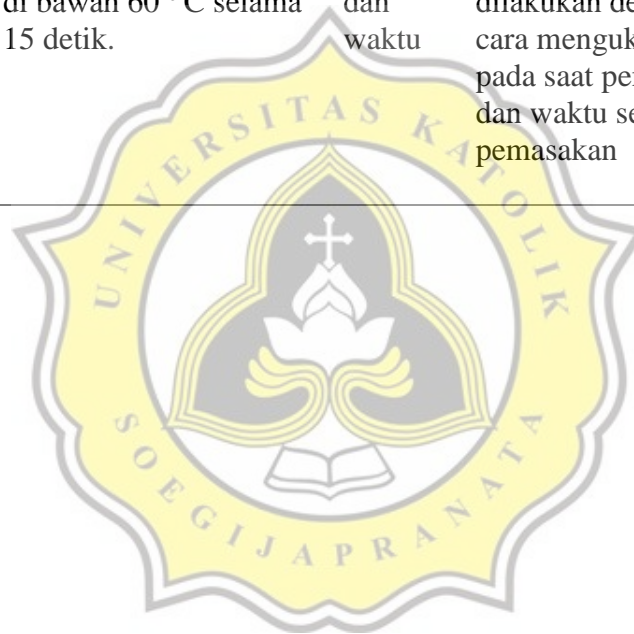 di bawah 60 °C selama
15 detik.
dan
waktu
dilakukan de
cara menguk
pada saat per
dan waktu se
pemasakan
UNIVERSITAS KATOLIK
SOEGIJAPRANATA